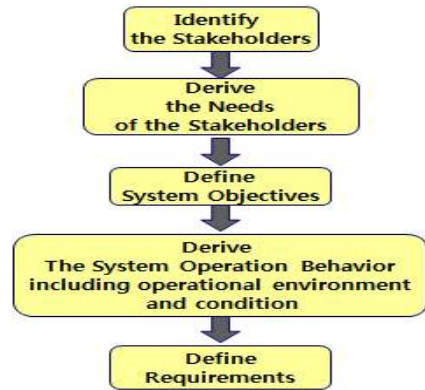 Identify
the Stakeholders
Derive
the Needs
of the Stakeholders
Define
System Objectives
Derive
The System Operation Behavior
including operational environment
and condition
Define
Requirements